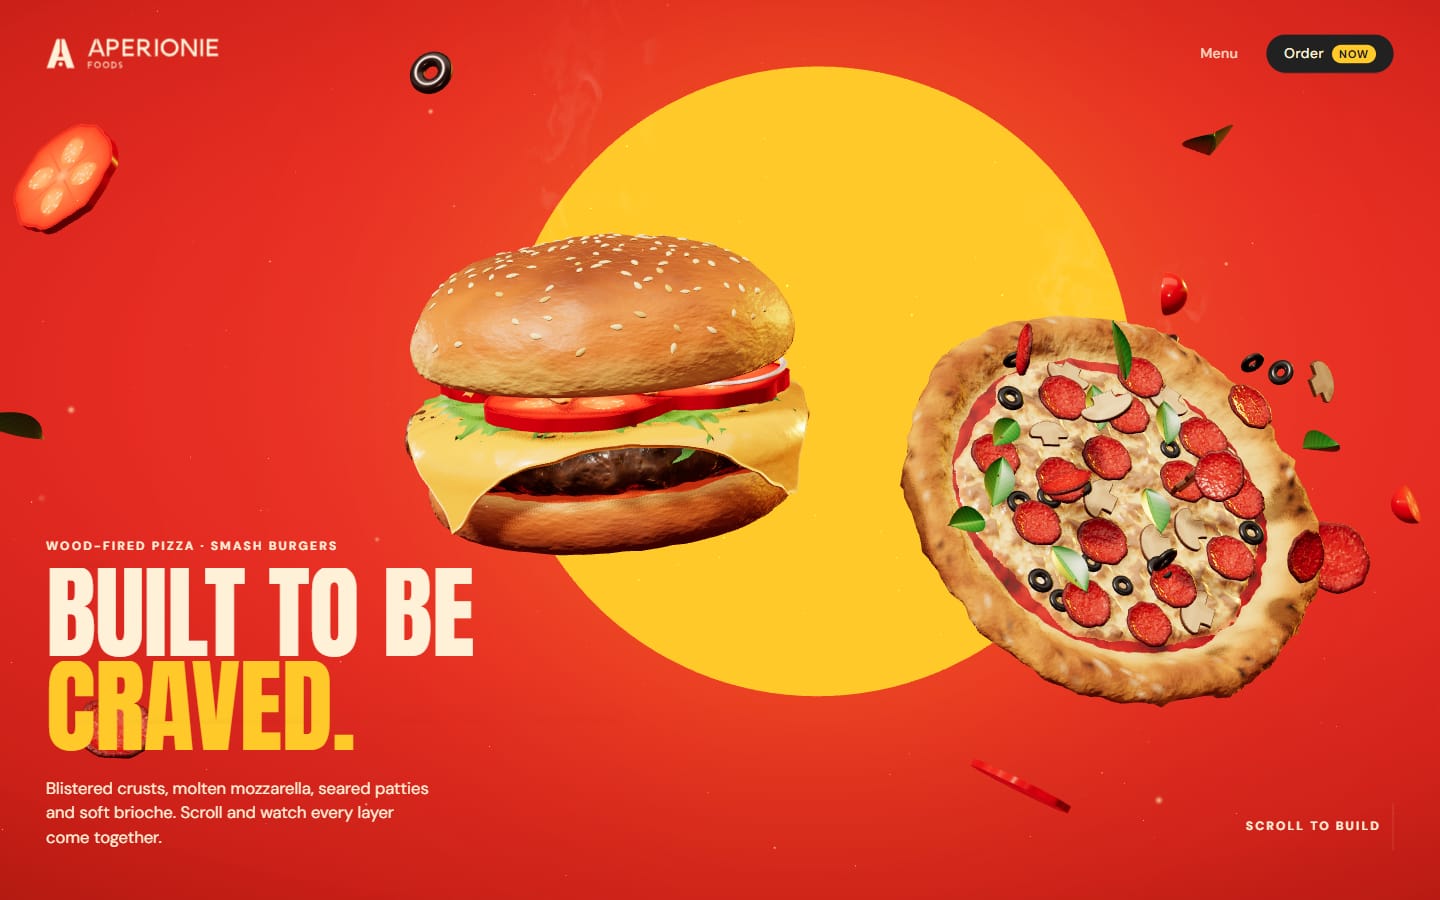 APERIONIE
FOODS
Menu
Order NOW
WOOD-FIRED PIZZA · SMASH BURGERS
BUILT TO BE
CRAVED.
Blistered crusts, molten mozzarella, seared patties
and soft brioche. Scroll and watch every layer
come together.
SCROLL TO BUILD